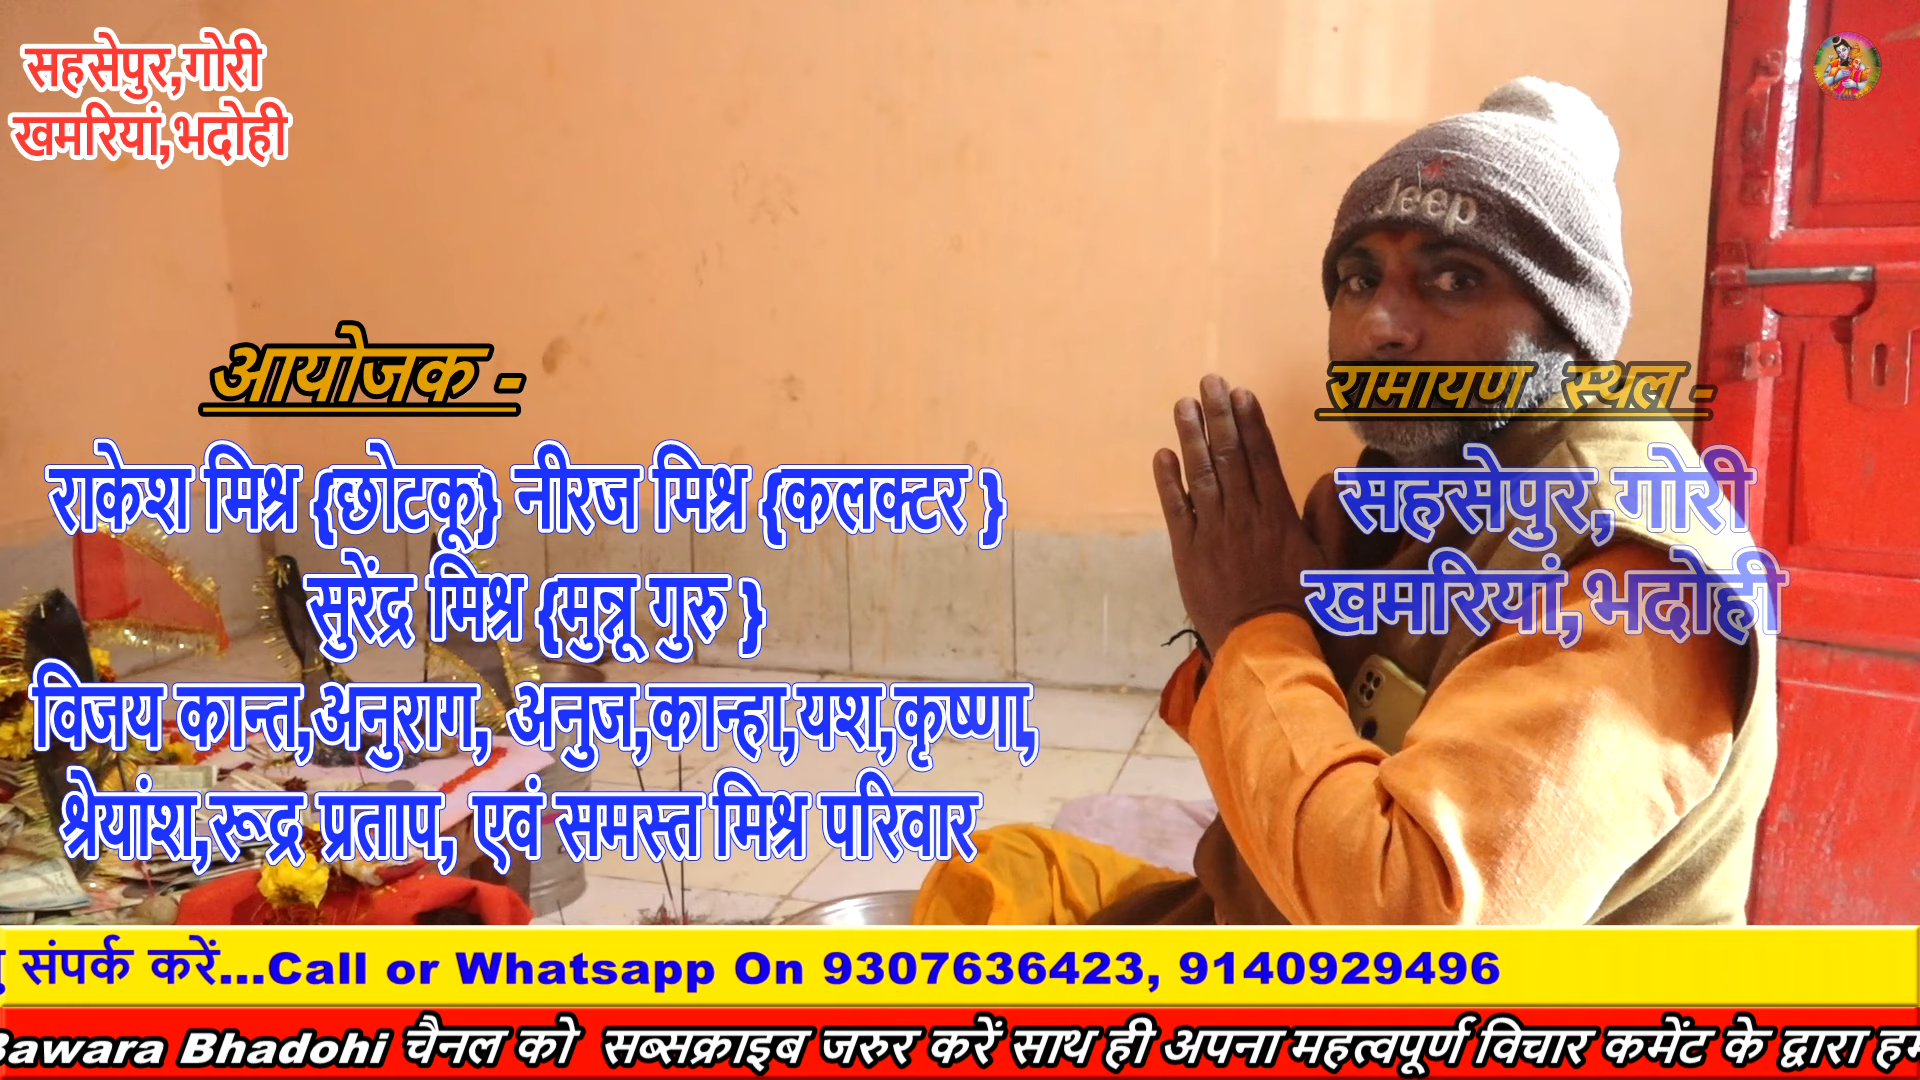 सहसेपुर,गोरी
खमरियां,भदोही
Jeep
आयोजक -
राकेश मिश्र {छोटकू} नीरज मिश्र {कलक्टर }
सुरेंद्र मिश्र {मुन्नू गुरु }
विजय कान्त,अनुराग, अनुज,कान्हा,यश,कृष्णा,
श्रेयांश,रूद्र प्रताप, एवं समस्त मिश्र परिवार
रामायण स्थल -
सहसेपुर,गोरी
खमरियां,भदोही
संपर्क करें...Call or Whatsapp On 9307636423, 9140929496
Bawara Bhadohi चैनल को सब्सक्राइब जरुर करें साथ ही अपना महत्वपूर्ण विचार कमेंट के द्वारा